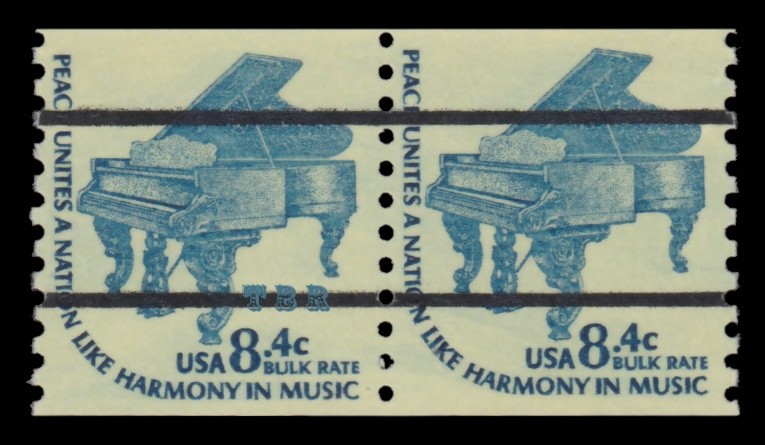 PEACE UNITES A NATION LIKE HARMONY IN MUSIC
USA 8.4c
BULK RATE
TBR
PEACE UNITES A NATION LIKE HARMONY IN MUSIC
USA 8.4c
BULK RATE